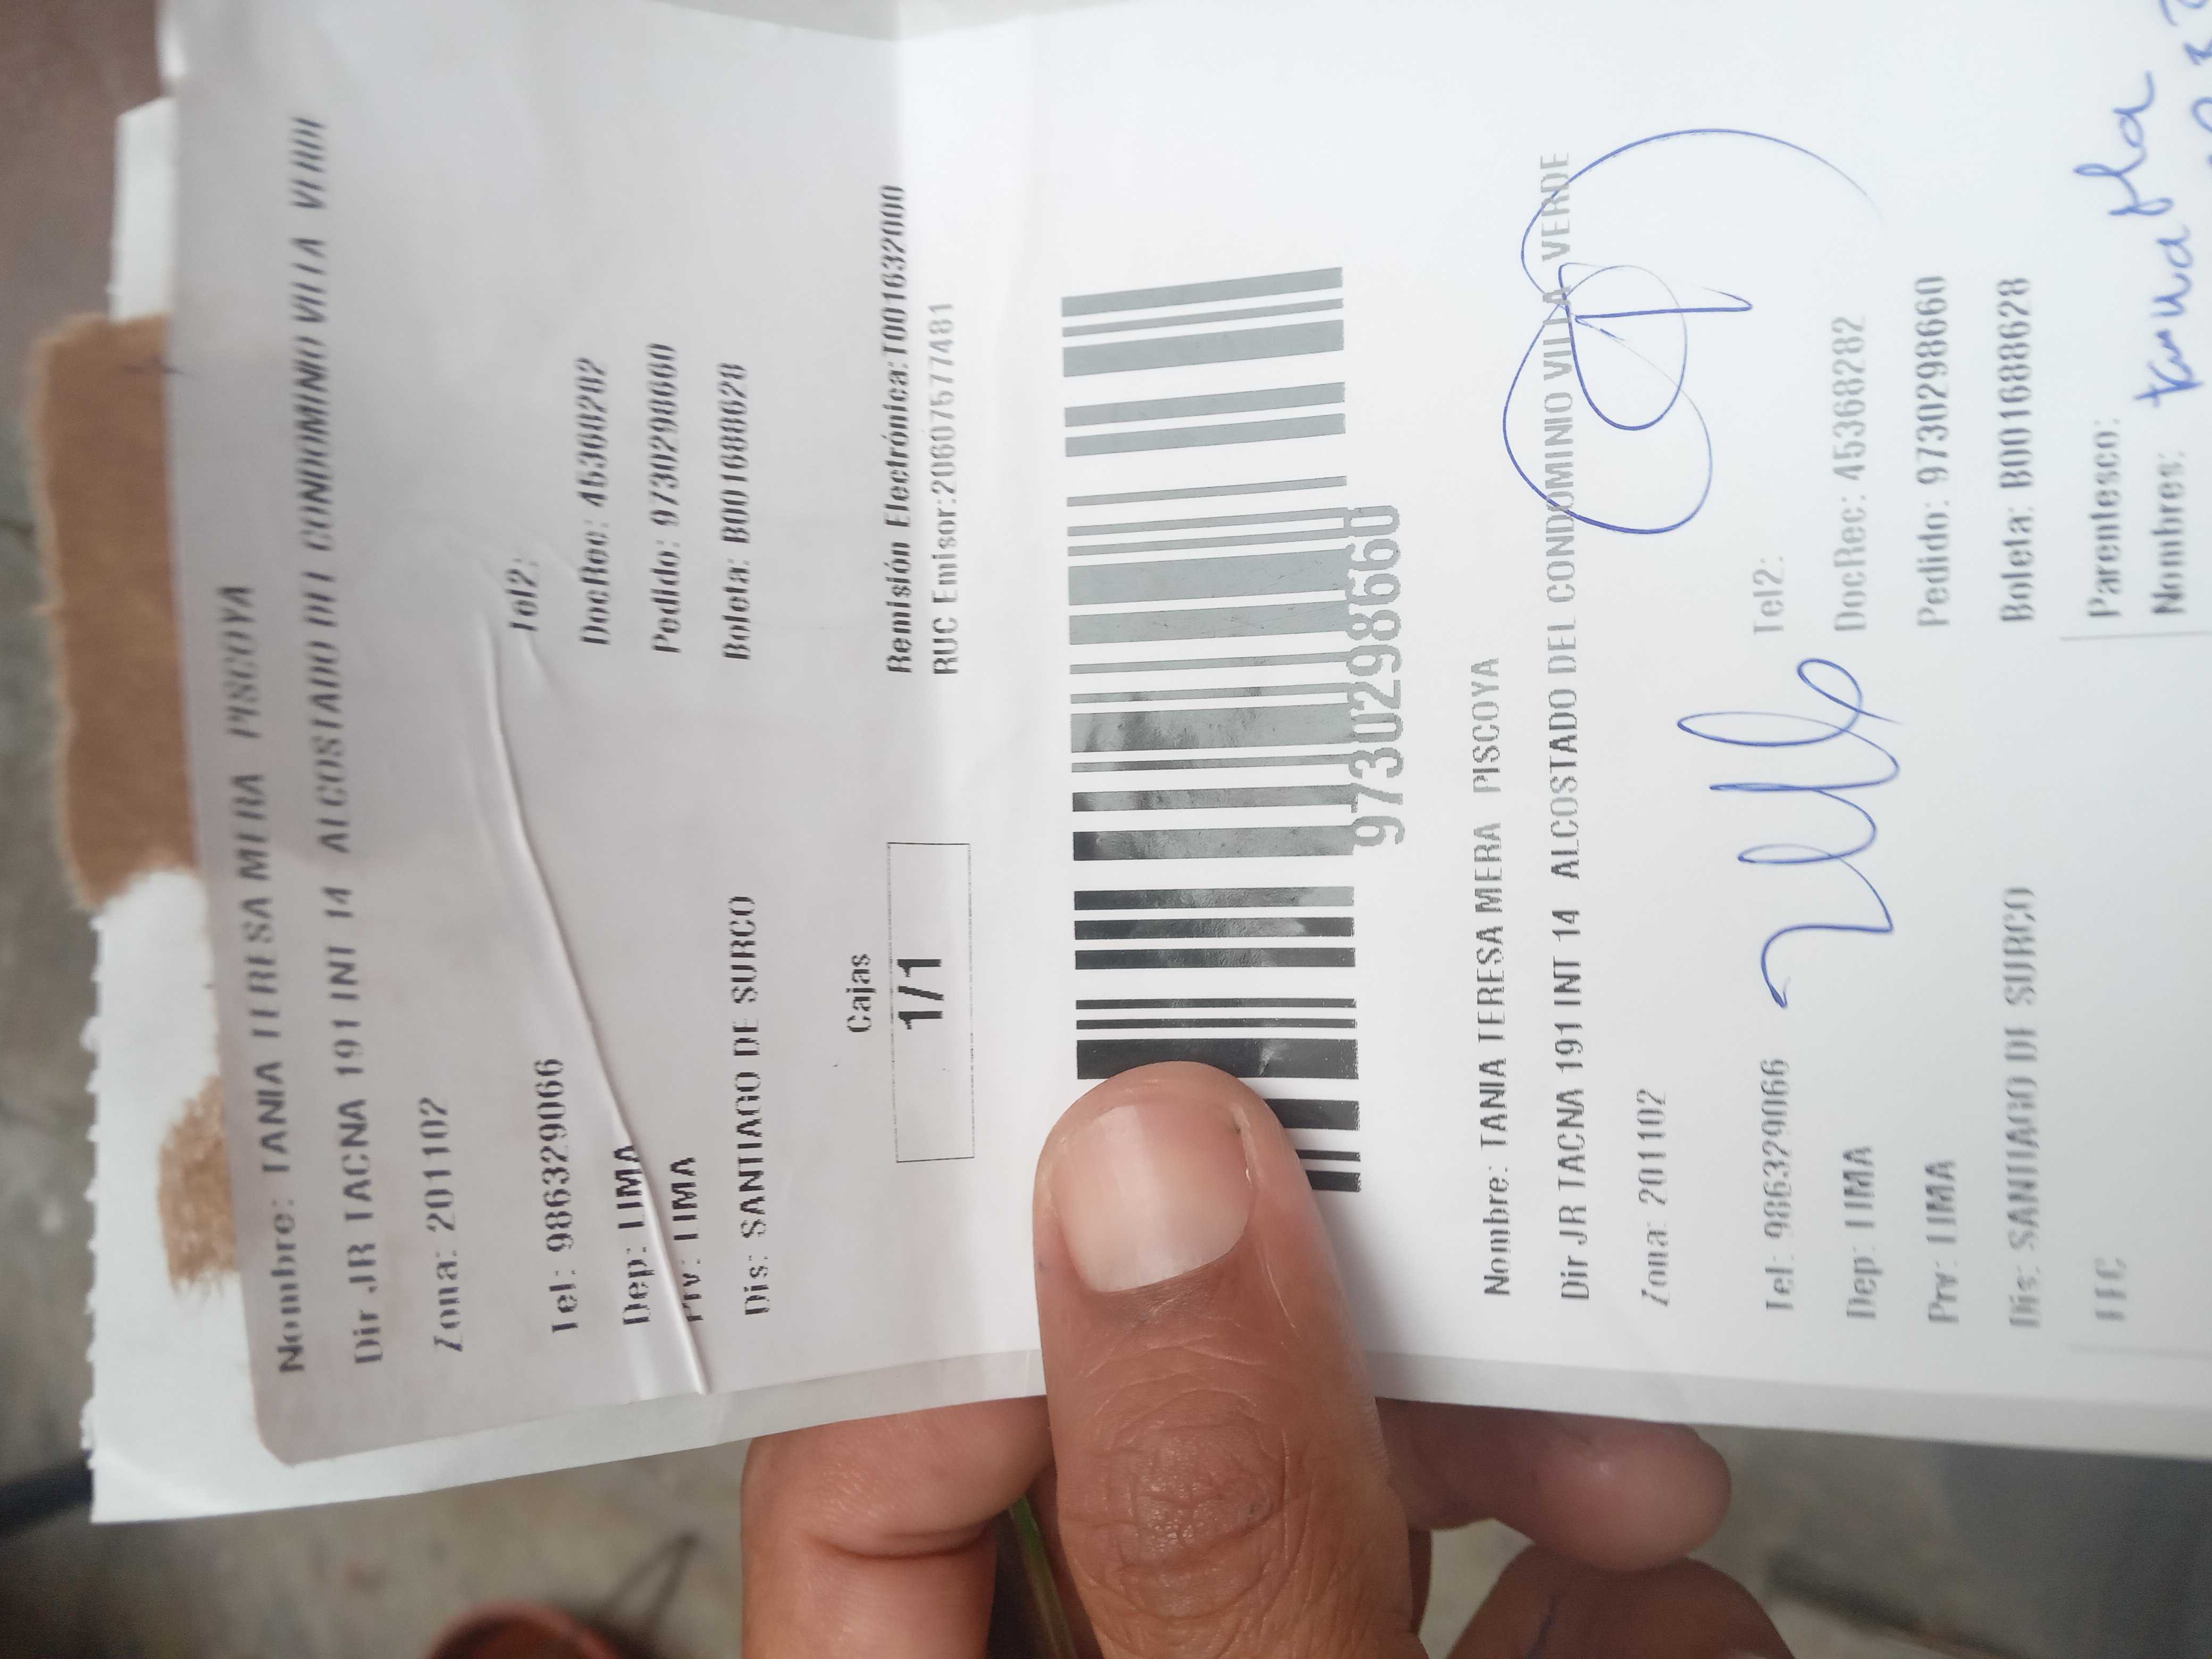 Nombre: TANIA TERESA MERA PISCOYA
Dir JR TACNA 191 INT 14 ALCOSTADO DEL CONDOMINIO VILLA VERDE
Zona: 201102
Tel: 986329066 Tel2:
Dep: LIMA DocRec: 45368282
Prv: LIMA Pedido: 97302986660
Dis: SANTIAGO DE SURCO Boleta: B001688628
Cajas
1/1
Remisión Electrónica:T001632000
RUC Emisor:20607577481
9730298660
Nombre: TANIA TERESA MERA PISCOYA
Dir JR TACNA 191 INT 14 ALCOSTADO DEL CONDOMINIO VILLA VERDE
Zona: 201102
Tel: 986329066 Tel2:
Dep: LIMA DocRec: 45368282
Prv: LIMA Pedido: 9730298660
Dis: SANTIAGO DE SURCO Boleta: B001688628
Parentesco:
Nombres: